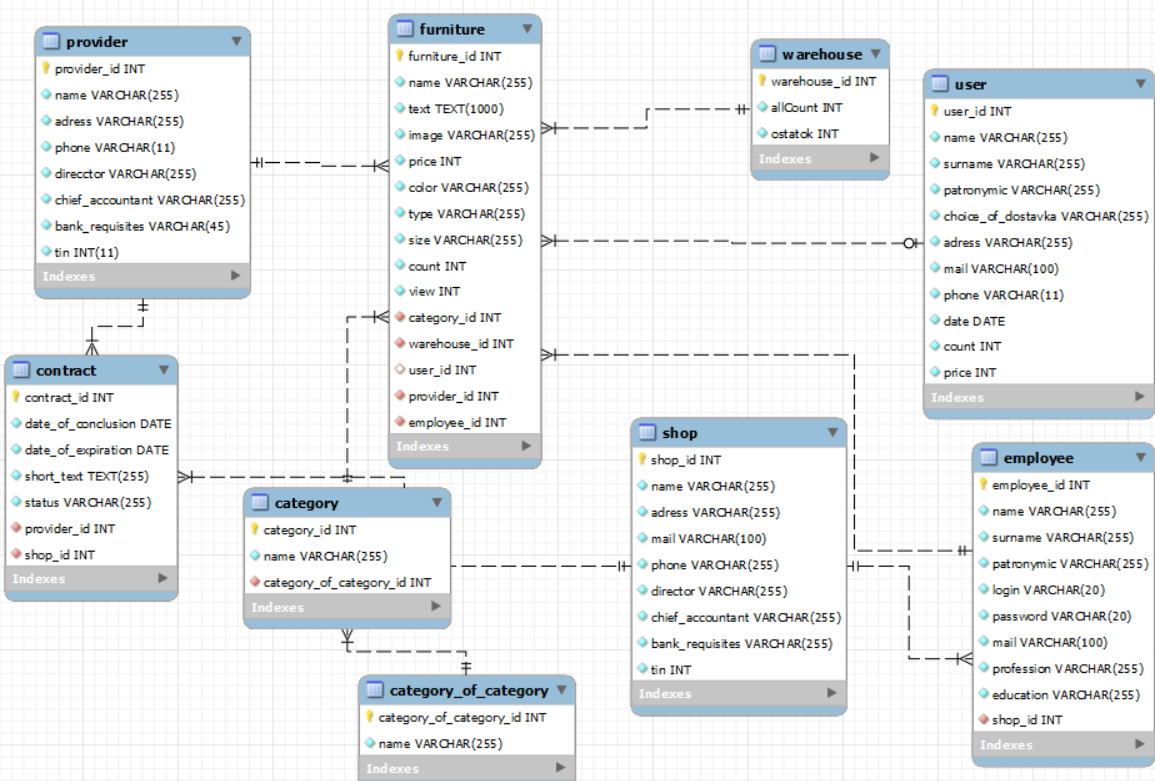 provider
provider_id INT
name VARCHAR(255)
adress VARCHAR(255)
phone VARCHAR(11)
direcctor VARCHAR(255)
chief_accountant VARCHAR(255)
bank_requisites VARCHAR(45)
tin INT(11)
Indexes
furniture
furniture_id INT
name VARCHAR(255)
text TEXT(1000)
image VARCHAR(255)
price INT
color VARCHAR(255)
type VARCHAR(255)
size VARCHAR(255)
count INT
view INT
category_id INT
warehouse_id INT
user_id INT
provider_id INT
employee_id INT
Indexes
warehouse
warehouse_id INT
allCount INT
ostatok INT
Indexes
user
user_id INT
name VARCHAR(255)
surname VARCHAR(255)
patronymic VARCHAR(255)
choice_of_dostavka VARCHAR(255)
adress VARCHAR(255)
mail VARCHAR(100)
phone VARCHAR(11)
date DATE
count INT
price INT
Indexes
contract
contract_id INT
date_of_conclusion DATE
date_of_expiration DATE
short_text TEXT(255)
status VARCHAR(255)
provider_id INT
shop_id INT
Indexes
category
category_id INT
name VARCHAR(255)
category_of_category_id INT
Indexes
shop
shop_id INT
name VARCHAR(255)
adress VARCHAR(255)
mail VARCHAR(100)
phone VARCHAR(255)
director VARCHAR(255)
chief_accountant VARCHAR(255)
bank_requisites VARCHAR(255)
tin INT
Indexes
employee
employee_id INT
name VARCHAR(255)
surname VARCHAR(255)
patronymic VARCHAR(255)
login VARCHAR(20)
password VARCHAR(20)
mail VARCHAR(100)
profession VARCHAR(255)
education VARCHAR(255)
shop_id INT
Indexes
category_of_category
category_of_category_id INT
name VARCHAR(255)
Indexes